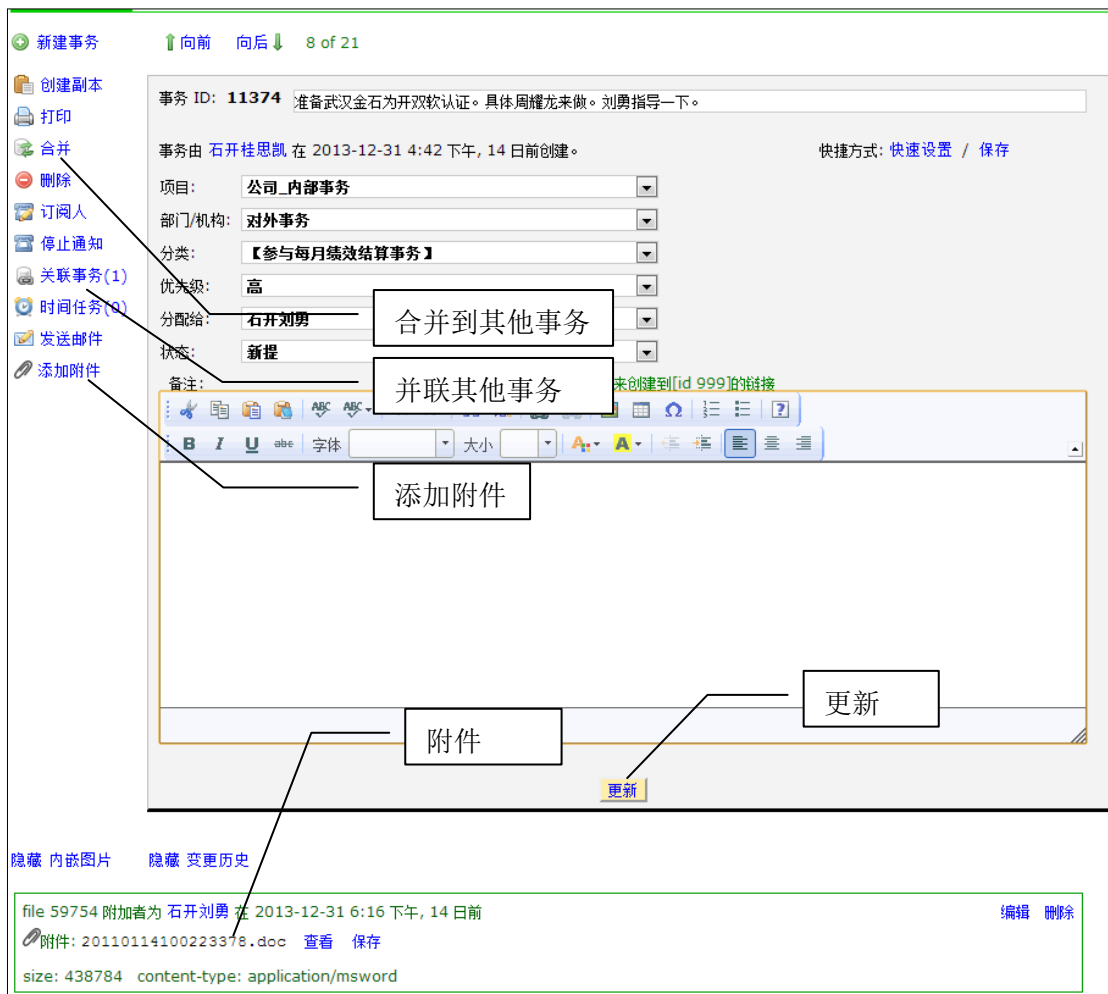 新建事务
向前 向后 8 of 21
创建副本
打印
合并
删除
订阅人
停止通知
关联事务(1)
时间任务(0)
发送邮件
添加附件
事务 ID: 11374 准备武汉金石为开双软认证。具体周耀龙来做。刘勇指导一下。
事务由 石开桂思凯 在 2013-12-31 4:42 下午, 14 日前创建。 快捷方式: 快速设置 / 保存
项目: 公司_内部事务
部门/机构: 对外事务
分类: 【参与每月绩效结算事务】
优先级: 高
分配给: 石开刘勇
合并到其他事务
状态: 新提
备注: 来创建到[id 999]的链接
并联其他事务
B I U abc 字体 大小
添加附件
更新
附件
更新
隐藏 内嵌图片 隐藏 变更历史
file 59754 附加者为 石开刘勇 在 2013-12-31 6:16 下午, 14 日前 编辑 删除
附件: 20110114100223378.doc 查看 保存
size: 438784 content-type: application/msword